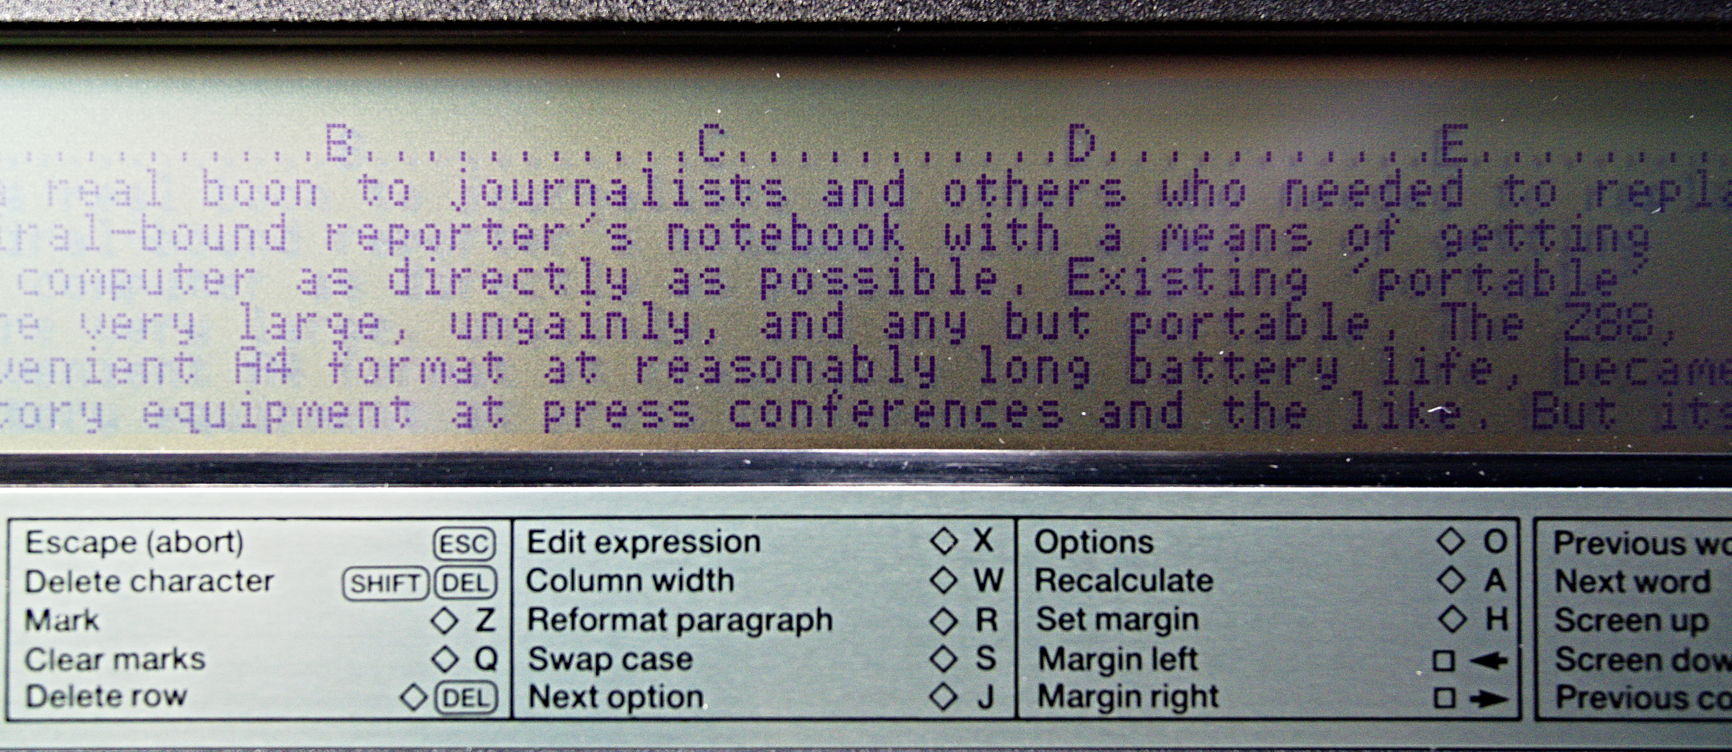 B C D E
real boon to journalists and others who needed to
-bound reporter's notebook with a means of getting
computer as directly as possible. Existing 'portable'
very large, ungainly, and any but portable. The Z88,
A4 format at reasonably long battery life, became
equipment at press conferences and the like. But its
Escape (abort) ESC Edit expression ◇ X Options ◇ O Previous
Delete character SHIFT DEL Column width ◇ W Recalculate ◇ A Next word
Mark ◇ Z Reformat paragraph ◇ R Set margin ◇ H Screen up
Clear marks ◇ Q Swap case ◇ S Margin left □ ← Screen
Delete row ◇ DEL Next option ◇ J Margin right □ → Previous